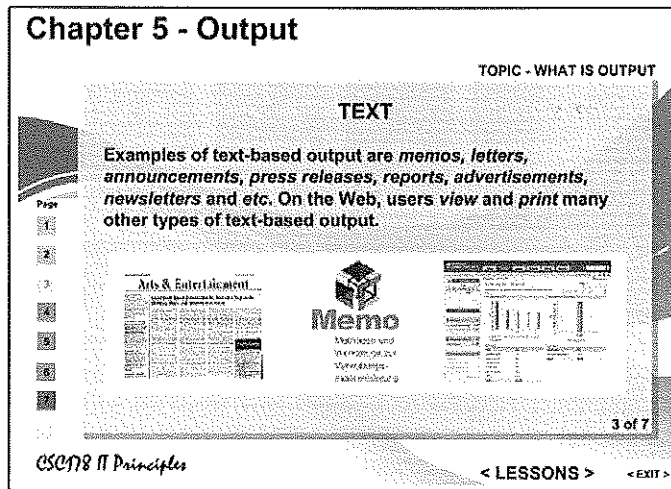 Chapter 5 - Output
TOPIC - WHAT IS OUTPUT
TEXT
Examples of text-based output are memos, letters,
announcements, press releases, reports, advertisements,
newsletters and etc. On the Web, users view and print many
other types of text-based output.
Page
1
2
3
4
5
6
7
Arts & Entertainment
Memo
3 of 7
CSC178 IT Principles
< LESSONS >
< EXIT >